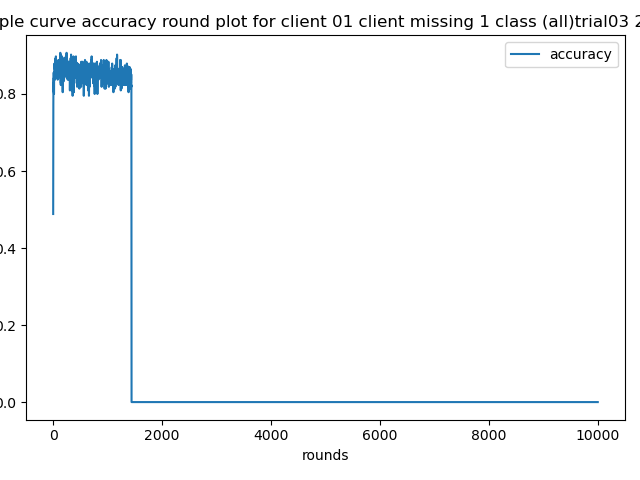 ple curve accuracy round plot for client 01 client missing 1 class (all)trial03 2
accuracy
0.8
0.6
0.4
0.2
0.0
0 2000 4000 6000 8000 10000
rounds